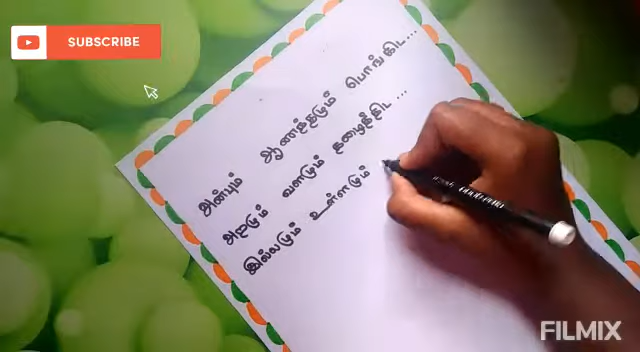 SUBSCRIBE
அன்பும் ஆனந்தமும் பொங்கிட...
அறமும் வளமும் தழைத்திட...
இல்லமும் உள்ளமும்
FILMIX